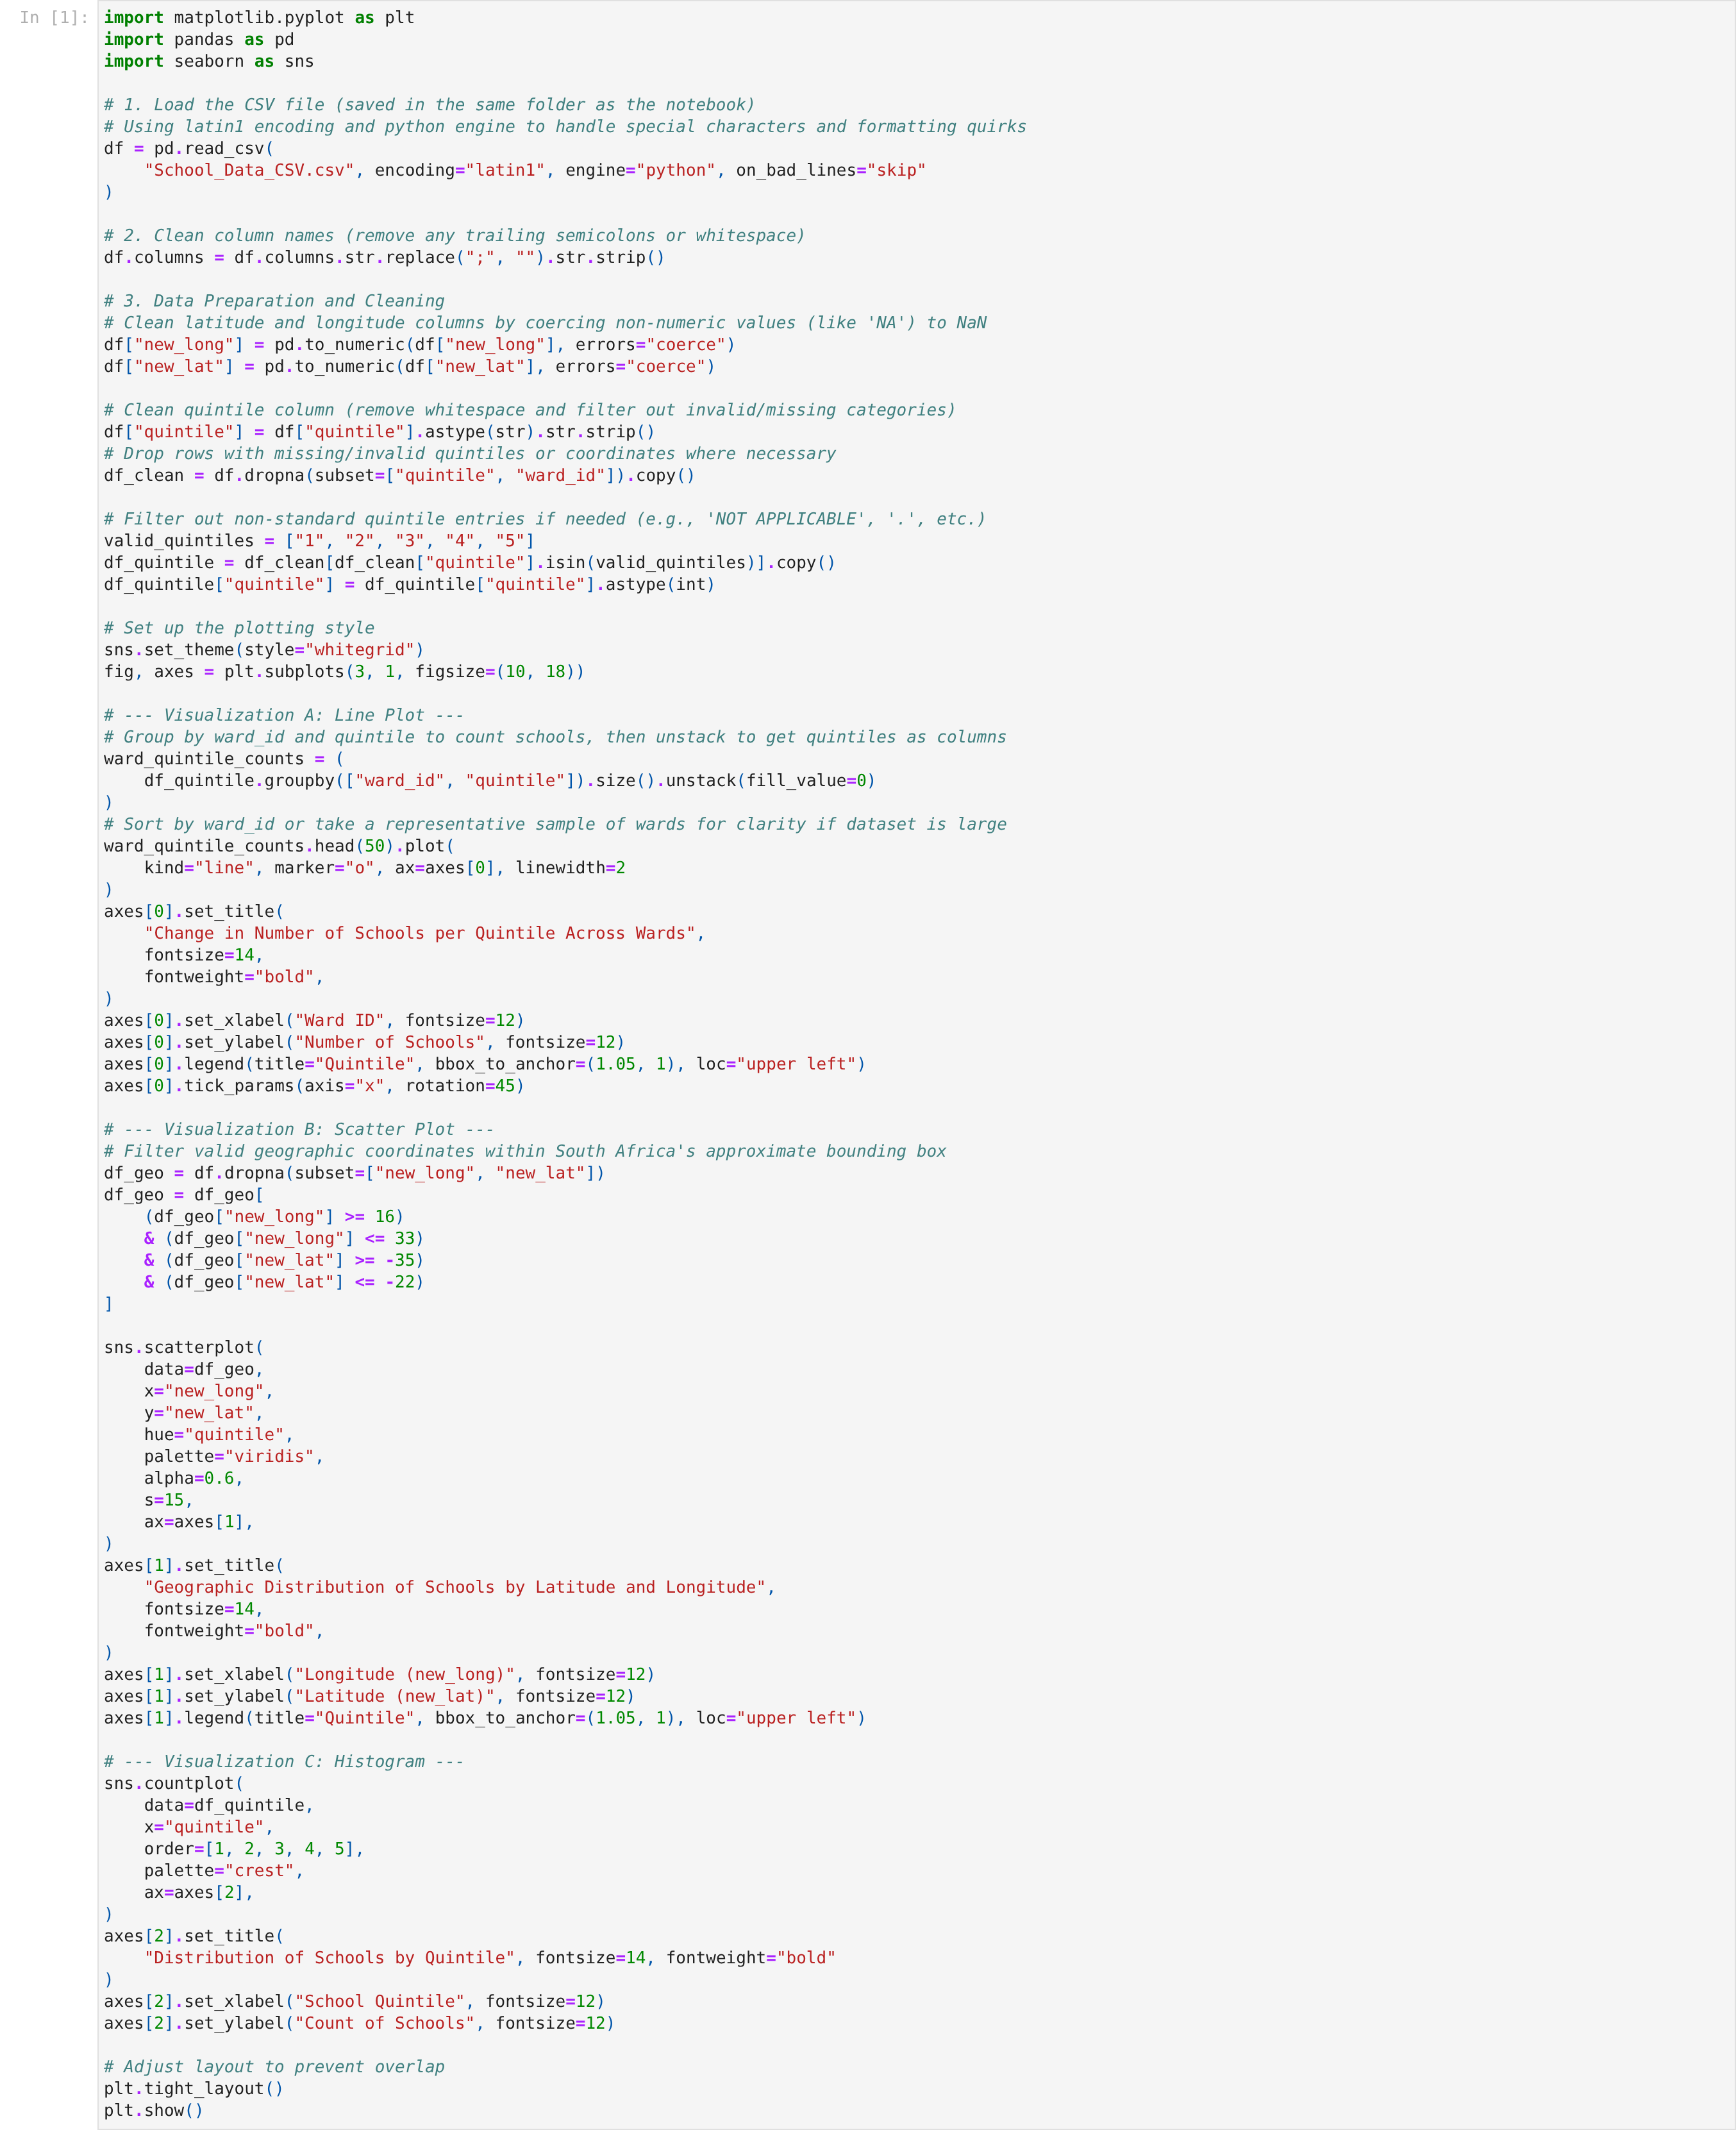 In [1]:
import matplotlib.pyplot as plt
import pandas as pd
import seaborn as sns

# 1. Load the CSV file (saved in the same folder as the notebook)
# Using latin1 encoding and python engine to handle special characters and formatting quirks
df = pd.read_csv(
    "School_Data_CSV.csv", encoding="latin1", engine="python", on_bad_lines="skip"
)

# 2. Clean column names (remove any trailing semicolons or whitespace)
df.columns = df.columns.str.replace(";", "").str.strip()

# 3. Data Preparation and Cleaning
# Clean latitude and longitude columns by coercing non-numeric values (like 'NA') to NaN
df["new_long"] = pd.to_numeric(df["new_long"], errors="coerce")
df["new_lat"] = pd.to_numeric(df["new_lat"], errors="coerce")

# Clean quintile column (remove whitespace and filter out invalid/missing categories)
df["quintile"] = df["quintile"].astype(str).str.strip()
# Drop rows with missing/invalid quintiles or coordinates where necessary
df_clean = df.dropna(subset=["quintile", "ward_id"]).copy()

# Filter out non-standard quintile entries if needed (e.g., 'NOT APPLICABLE', '.', etc.)
valid_quintiles = ["1", "2", "3", "4", "5"]
df_quintile = df_clean[df_clean["quintile"].isin(valid_quintiles)].copy()
df_quintile["quintile"] = df_quintile["quintile"].astype(int)

# Set up the plotting style
sns.set_theme(style="whitegrid")
fig, axes = plt.subplots(3, 1, figsize=(10, 18))

# --- Visualization A: Line Plot ---
# Group by ward_id and quintile to count schools, then unstack to get quintiles as columns
ward_quintile_counts = (
    df_quintile.groupby(["ward_id", "quintile"]).size().unstack(fill_value=0)
)
# Sort by ward_id or take a representative sample of wards for clarity if dataset is large
ward_quintile_counts.head(50).plot(
    kind="line", marker="o", ax=axes[0], linewidth=2
)
axes[0].set_title(
    "Change in Number of Schools per Quintile Across Wards",
    fontsize=14,
    fontweight="bold",
)
axes[0].set_xlabel("Ward ID", fontsize=12)
axes[0].set_ylabel("Number of Schools", fontsize=12)
axes[0].legend(title="Quintile", bbox_to_anchor=(1.05, 1), loc="upper left")
axes[0].tick_params(axis="x", rotation=45)

# --- Visualization B: Scatter Plot ---
# Filter valid geographic coordinates within South Africa's approximate bounding box
df_geo = df.dropna(subset=["new_long", "new_lat"])
df_geo = df_geo[
    (df_geo["new_long"] >= 16)
    & (df_geo["new_long"] <= 33)
    & (df_geo["new_lat"] >= -35)
    & (df_geo["new_lat"] <= -22)
]

sns.scatterplot(
    data=df_geo,
    x="new_long",
    y="new_lat",
    hue="quintile",
    palette="viridis",
    alpha=0.6,
    s=15,
    ax=axes[1],
)
axes[1].set_title(
    "Geographic Distribution of Schools by Latitude and Longitude",
    fontsize=14,
    fontweight="bold",
)
axes[1].set_xlabel("Longitude (new_long)", fontsize=12)
axes[1].set_ylabel("Latitude (new_lat)", fontsize=12)
axes[1].legend(title="Quintile", bbox_to_anchor=(1.05, 1), loc="upper left")

# --- Visualization C: Histogram ---
sns.countplot(
    data=df_quintile,
    x="quintile",
    order=[1, 2, 3, 4, 5],
    palette="crest",
    ax=axes[2],
)
axes[2].set_title(
    "Distribution of Schools by Quintile", fontsize=14, fontweight="bold"
)
axes[2].set_xlabel("School Quintile", fontsize=12)
axes[2].set_ylabel("Count of Schools", fontsize=12)

# Adjust layout to prevent overlap
plt.tight_layout()
plt.show()